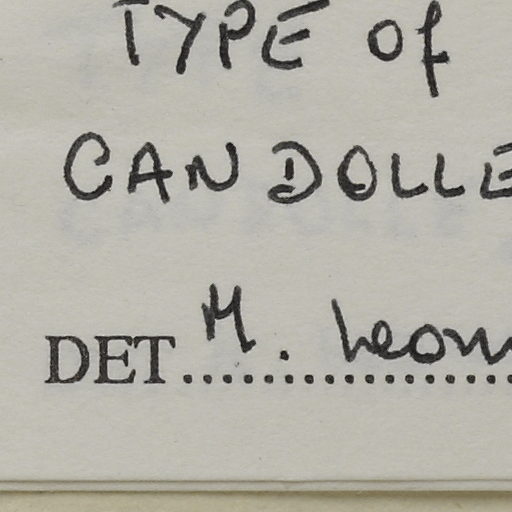 TYPE of
CANDOLLE
DET M. Leon